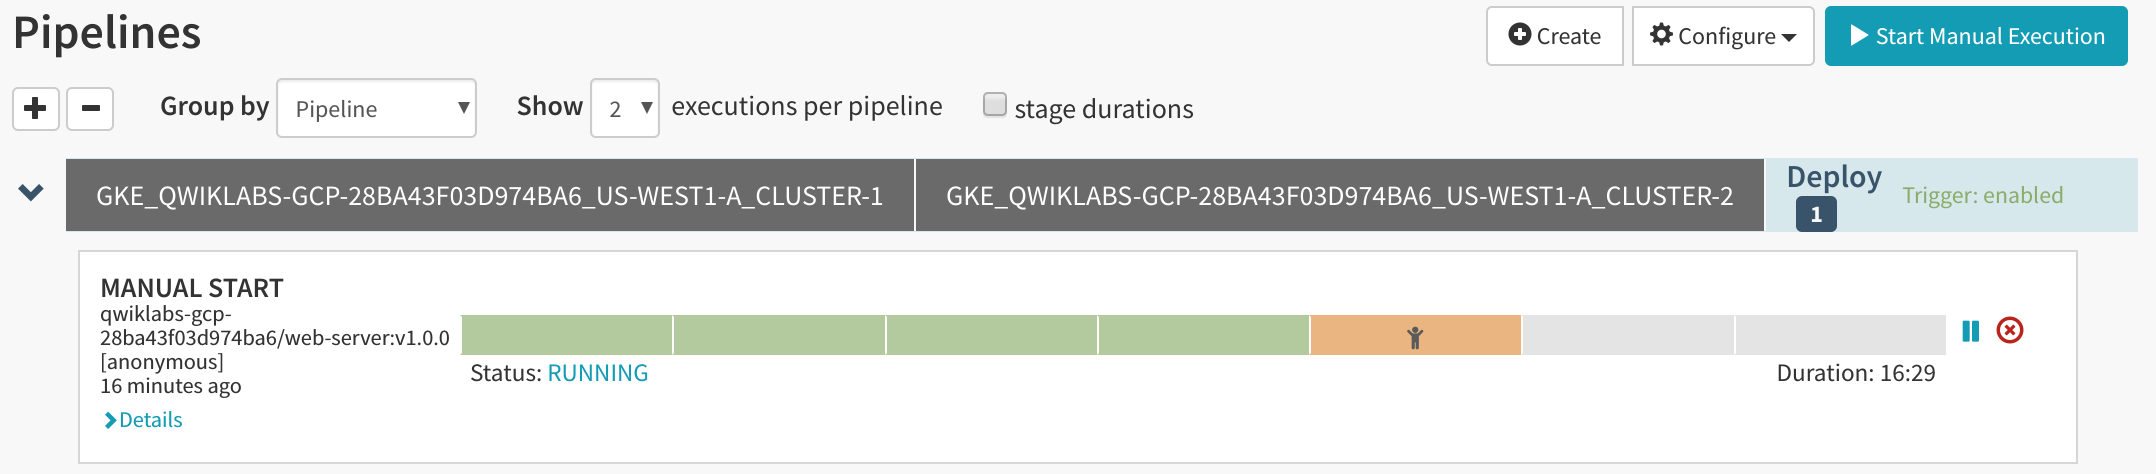 Pipelines
Create
Configure
Start Manual Execution
Group by Pipeline Show 2 executions per pipeline stage durations
GKE_QWIKLABS-GCP-28BA43F03D974BA6_US-WEST1-A_CLUSTER-1
GKE_QWIKLABS-GCP-28BA43F03D974BA6_US-WEST1-A_CLUSTER-2
Deploy
1
Trigger: enabled
MANUAL START
qwiklabs-gcp-
28ba43f03d974ba6/web-server:v1.0.0
[anonymous]
16 minutes ago
Details
Status: RUNNING
Duration: 16:29